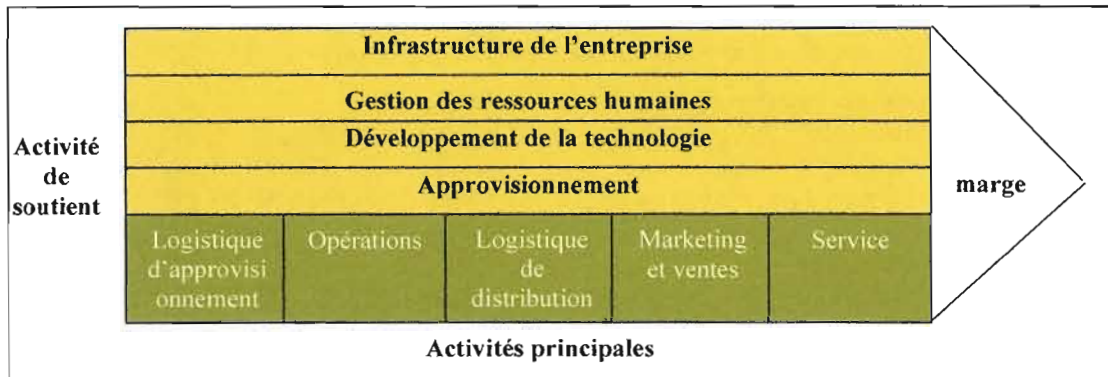 Infrastructure de l'entreprise
Gestion des ressources humaines
Développement de la technologie
Approvisionnement
Activité
de
soutient
marge
Logistique
d'approvisi
onnement
Opérations
Logistique
de
distribution
Marketing
et ventes
Service
Activités principales